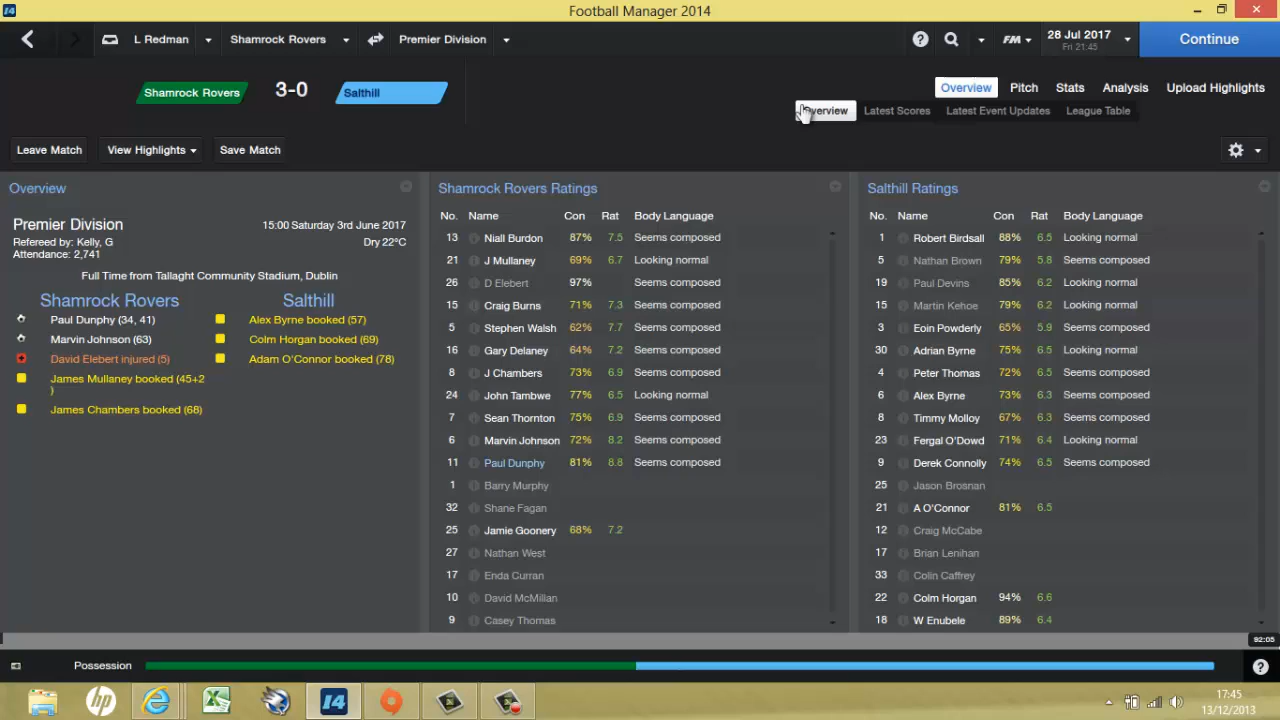 Football Manager 2014
L Redman
Shamrock Rovers
Premier Division
FM
28 Jul 2017
Fri 21:45
Continue
Shamrock Rovers
3-0
Salthill
Overview
Pitch
Stats
Analysis
Upload Highlights
Overview
Latest Scores
Latest Event Updates
League Table
Leave Match
View Highlights
Save Match
Overview
Premier Division
15:00 Saturday 3rd June 2017
Refereed by: Kelly, G
Dry 22°C
Attendance: 2,741
Full Time from Tallaght Community Stadium, Dublin
Shamrock Rovers
Salthill
Paul Dunphy (34, 41)
Alex Byrne booked (57)
Marvin Johnson (63)
Colm Horgan booked (69)
David Elebert injured (5)
Adam O'Connor booked (78)
James Mullaney booked (45+2
)
James Chambers booked (68)
Shamrock Rovers Ratings
No. Name Con Rat Body Language
13 Niall Burdon 87% 7.5 Seems composed
21 J Mullaney 69% 6.7 Looking normal
26 D Elebert 97% Seems composed
15 Craig Burns 71% 7.3 Seems composed
5 Stephen Walsh 62% 7.7 Seems composed
16 Gary Delaney 64% 7.2 Seems composed
8 J Chambers 73% 6.9 Seems composed
24 John Tambwe 77% 6.5 Looking normal
7 Sean Thornton 75% 6.9 Seems composed
6 Marvin Johnson 72% 8.2 Seems composed
11 Paul Dunphy 81% 8.8 Seems composed
1 Barry Murphy
32 Shane Fagan
25 Jamie Goonery 68% 7.2
27 Nathan West
17 Enda Curran
10 David McMillan
9 Casey Thomas
Salthill Ratings
No. Name Con Rat Body Language
1 Robert Birdsall 88% 6.5 Looking normal
5 Nathan Brown 79% 5.8 Seems composed
19 Paul Devins 85% 6.2 Looking normal
15 Martin Kehoe 79% 6.2 Looking normal
3 Eoin Powderly 65% 5.9 Seems composed
30 Adrian Byrne 75% 6.5 Looking normal
4 Peter Thomas 72% 6.5 Seems composed
6 Alex Byrne 73% 6.3 Seems composed
8 Timmy Molloy 67% 6.3 Seems composed
23 Fergal O'Dowd 71% 6.4 Looking normal
9 Derek Connolly 74% 6.5 Seems composed
25 Jason Brosnan
21 A O'Connor 81% 6.5
12 Craig McCabe
17 Brian Lenihan
33 Colin Caffrey
22 Colm Horgan 94% 6.6
18 W Enubele 89% 6.4
92:05
Possession
hp
14
17:45
13/12/2013